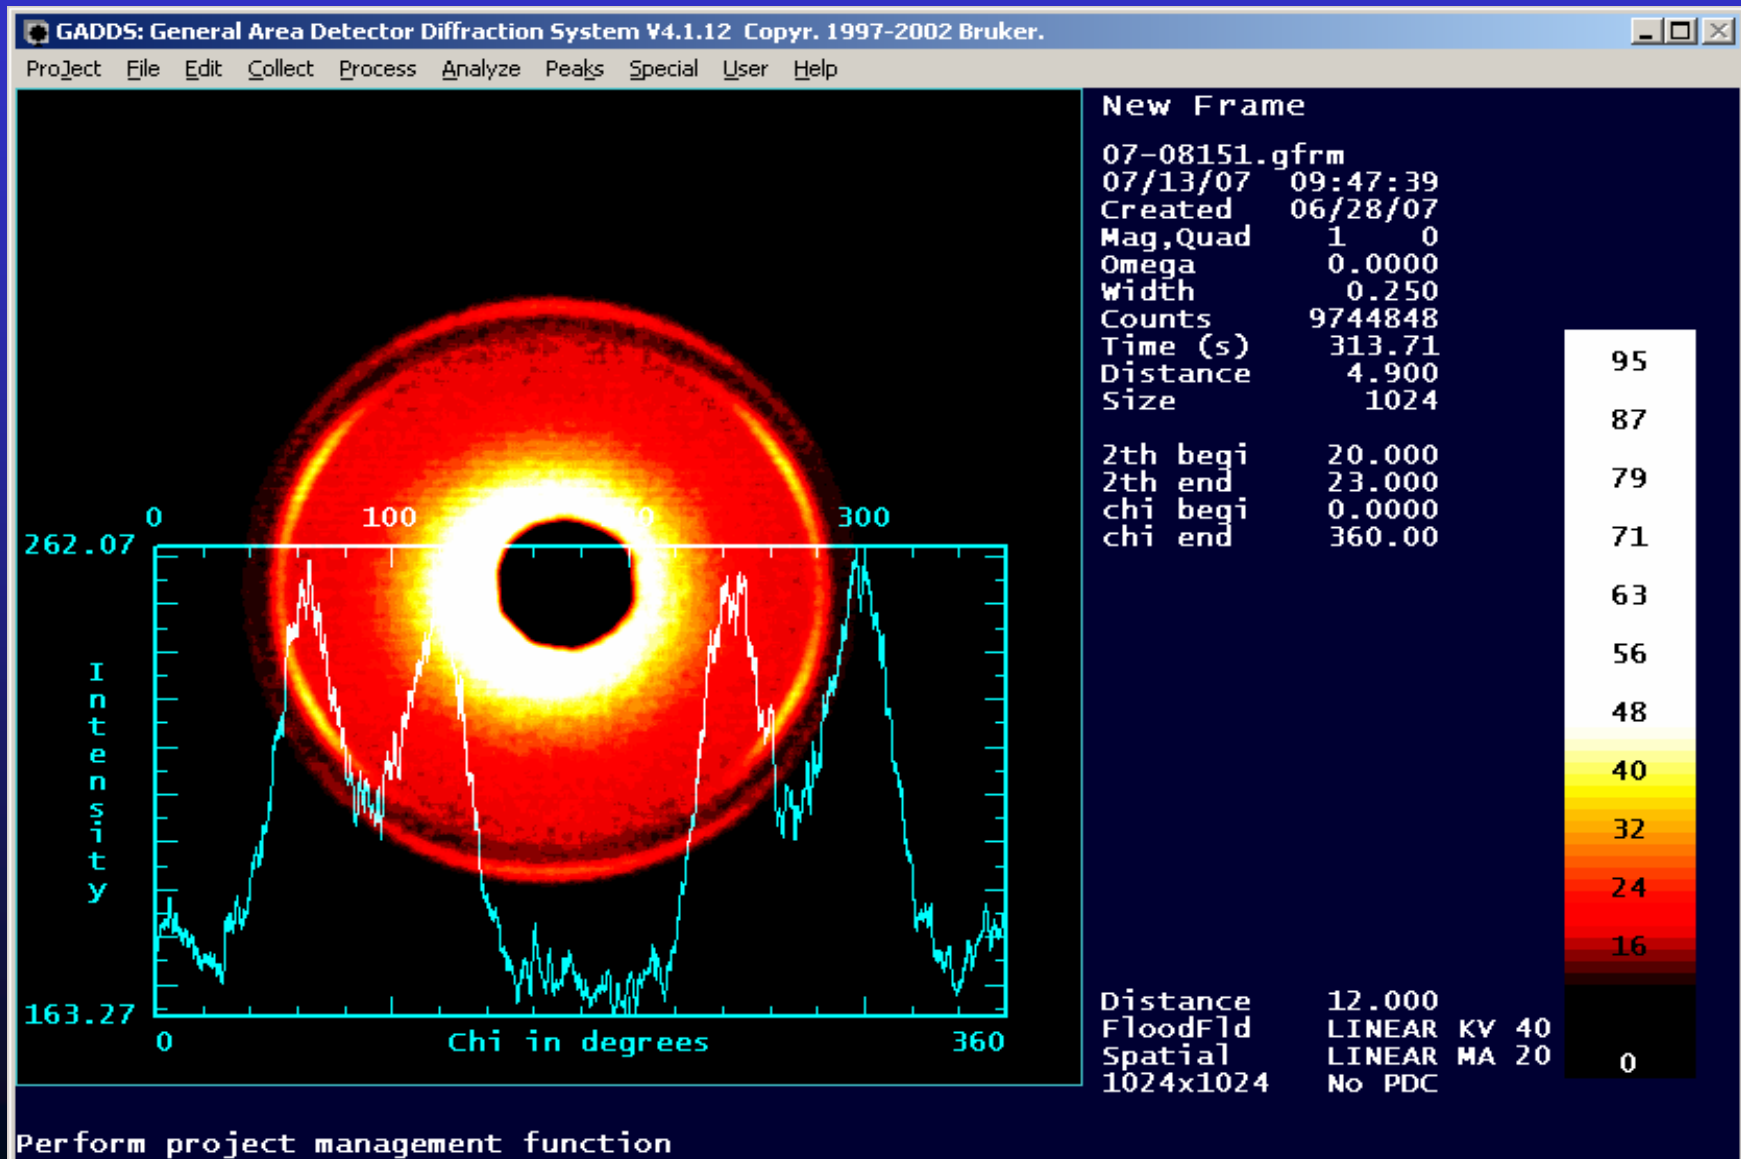 GADDS: General Area Detector Diffraction System V4.1.12 Copyr. 1997-2002 Bruker.
ProJect File Edit Collect Process Analyze Peaks Special User Help
New Frame
07-08151.gfrm
07/13/07 09:47:39
Created 06/28/07
Mag,Quad 1 0
Omega 0.0000
Width 0.250
Counts 9744848
Time (s) 313.71
Distance 4.900
Size 1024
2th begi 20.000
2th end 23.000
chi begi 0.0000
chi end 360.00
0 100 300
262.07
Intensity
163.27
0 Chi in degrees 360
95
87
79
71
63
56
48
40
32
24
16
0
Distance 12.000
FloodFld LINEAR KV 40
Spatial LINEAR MA 20
1024x1024 No PDC
Perform project management function